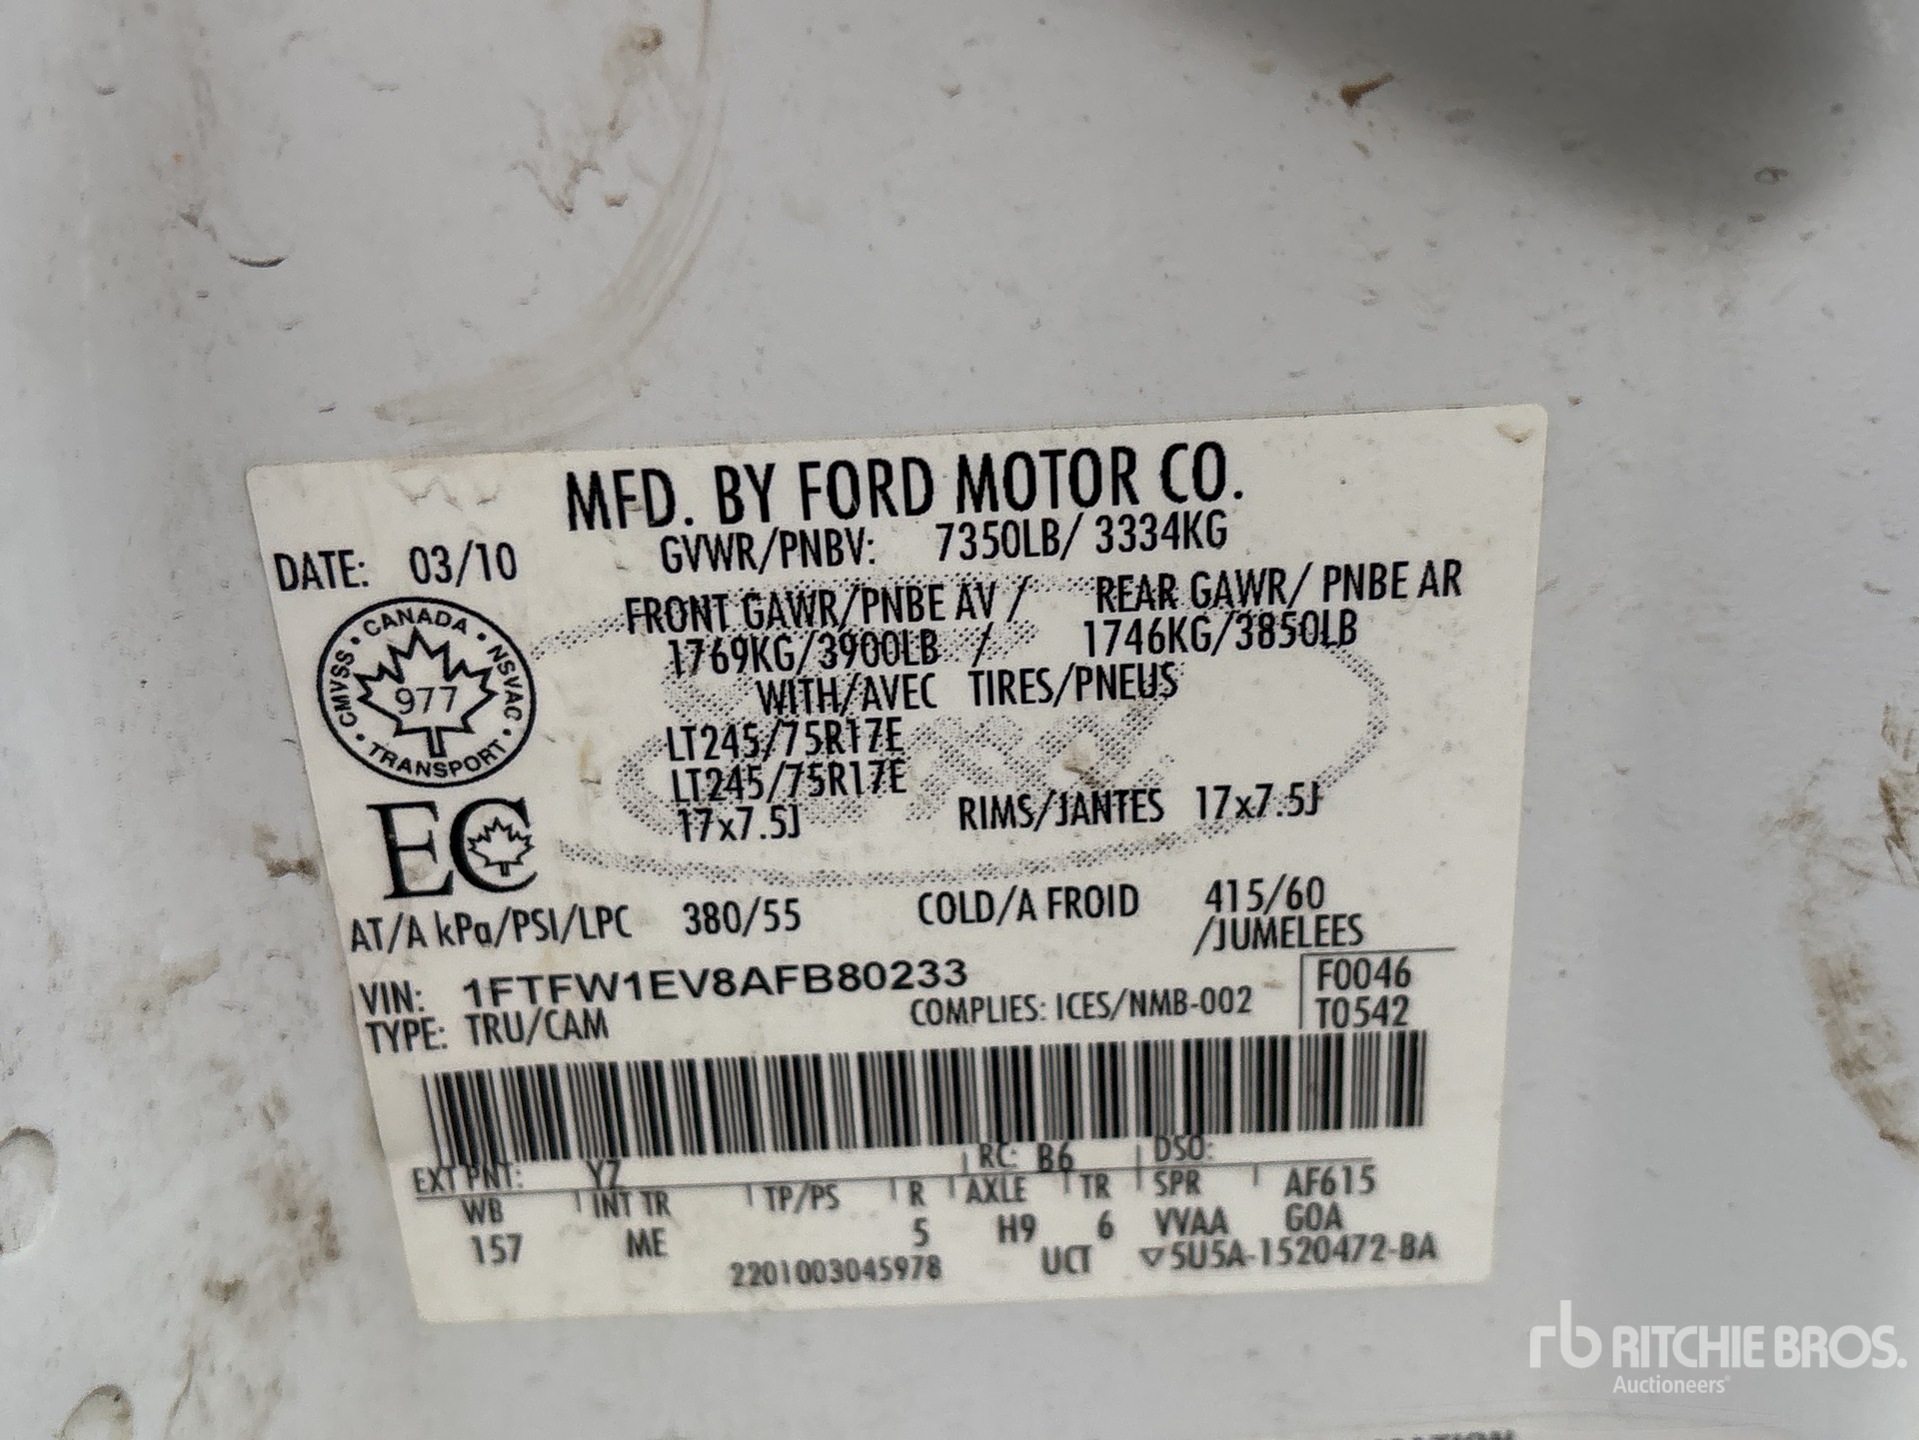 MFD. BY FORD MOTOR CO.
DATE: 03/10
GVWR/PNBV: 7350LB/ 3334KG
FRONT GAWR/PNBE AV / REAR GAWR/ PNBE AR
1769KG/3900LB / 1746KG/3850LB
WITH/AVEC TIRES/PNEUS
LT245/75R17E
LT245/75R17E
17x7.5J RIMS/JANTES 17x7.5J
CANADA
CMVSS NSVAC
977
TRANSPORT
EC
AT/A kPa/PSI/LPC 380/55 COLD/A FROID 415/60
/JUMELEES
VIN: 1FTFW1EV8AFB80233
F0046
TYPE: TRU/CAM COMPLIES: ICES/NMB-002
T0542
EXT PNT: YZ RC: B6 DSO:
WB INT TR TP/PS R AXLE TR SPR AF615
157 ME 5 H9 6 VVAA GOA
2201003045978 UCT 5U5A-1520472-BA
rb RITCHIE BROS.
Auctioneers